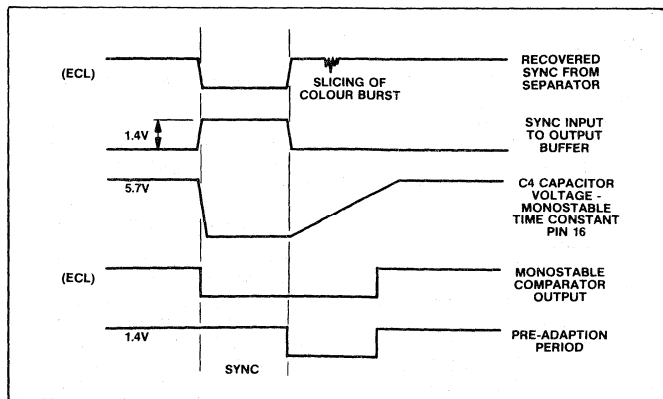 (ECL)
SLICING OF
COLOUR BURST
RECOVERED
SYNC FROM
SEPARATOR
1.4V
SYNC INPUT
TO OUTPUT
BUFFER
5.7V
C4 CAPACITOR
VOLTAGE -
MONOSTABLE
TIME CONSTANT
PIN 16
(ECL)
MONOSTABLE
COMPARATOR
OUTPUT
1.4V
PRE-ADAPTION
PERIOD
SYNC